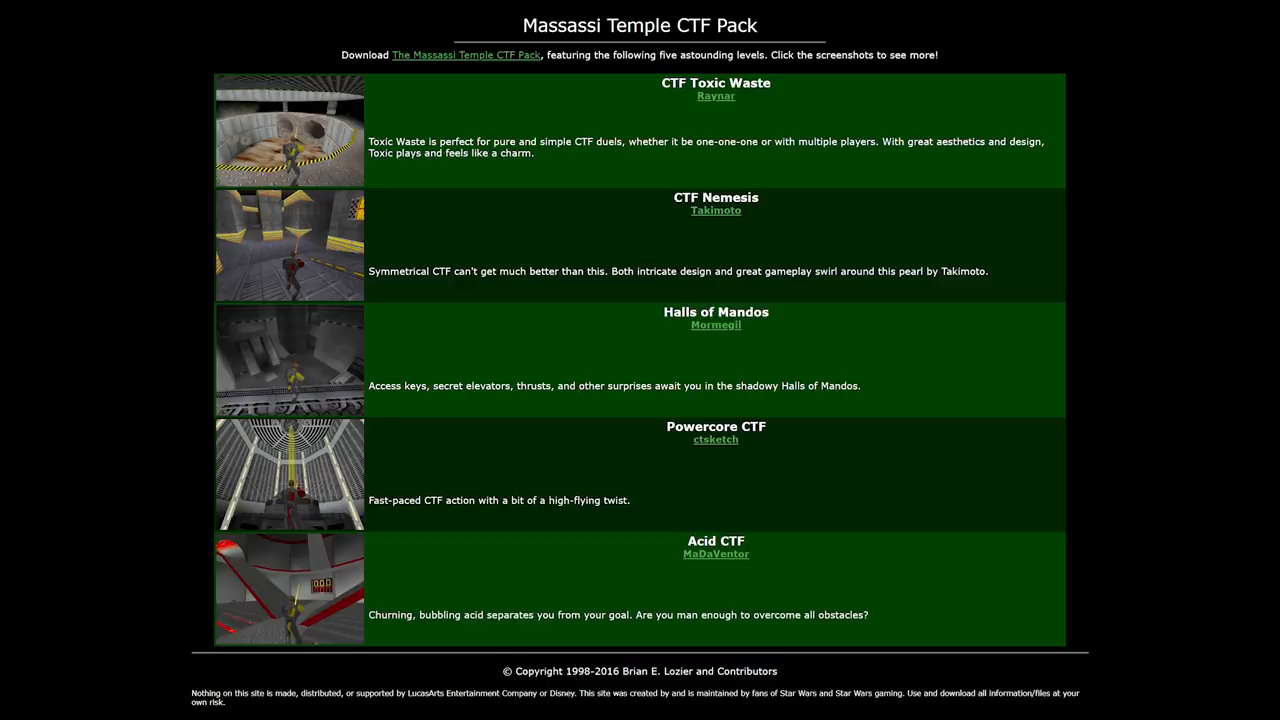 Massassi Temple CTF Pack
Download The Massassi Temple CTF Pack, featuring the following five astounding levels. Click the screenshots to see more!
CTF Toxic Waste
Raynar
Toxic Waste is perfect for pure and simple CTF duels, whether it be one-one-one or with multiple players. With great aesthetics and design,
Toxic plays and feels like a charm.
CTF Nemesis
Takimoto
Symmetrical CTF can't get much better than this. Both intricate design and great gameplay swirl around this pearl by Takimoto.
Halls of Mandos
Mormegil
Access keys, secret elevators, thrusts, and other surprises await you in the shadowy Halls of Mandos.
Powercore CTF
ctsketch
Fast-paced CTF action with a bit of a high-flying twist.
Acid CTF
MaDaVentor
Churning, bubbling acid separates you from your goal. Are you man enough to overcome all obstacles?
© Copyright 1998-2016 Brian E. Lozier and Contributors
Nothing on this site is made, distributed, or supported by LucasArts Entertainment Company or Disney. This site was created by and is maintained by fans of Star Wars and Star Wars gaming. Use and download all information/files at your
own risk.